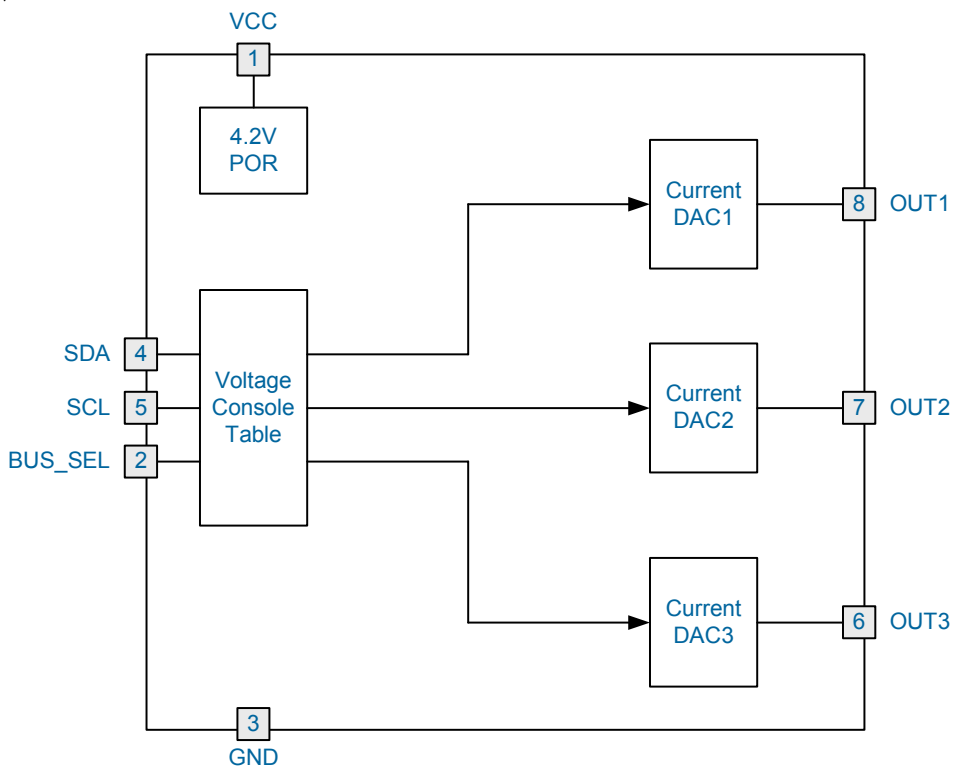 VCC
1
4.2V
POR
Current
DAC1
8 OUT1
SDA 4
SCL 5
BUS_SEL 2
Voltage
Console
Table
Current
DAC2
7 OUT2
Current
DAC3
6 OUT3
3
GND